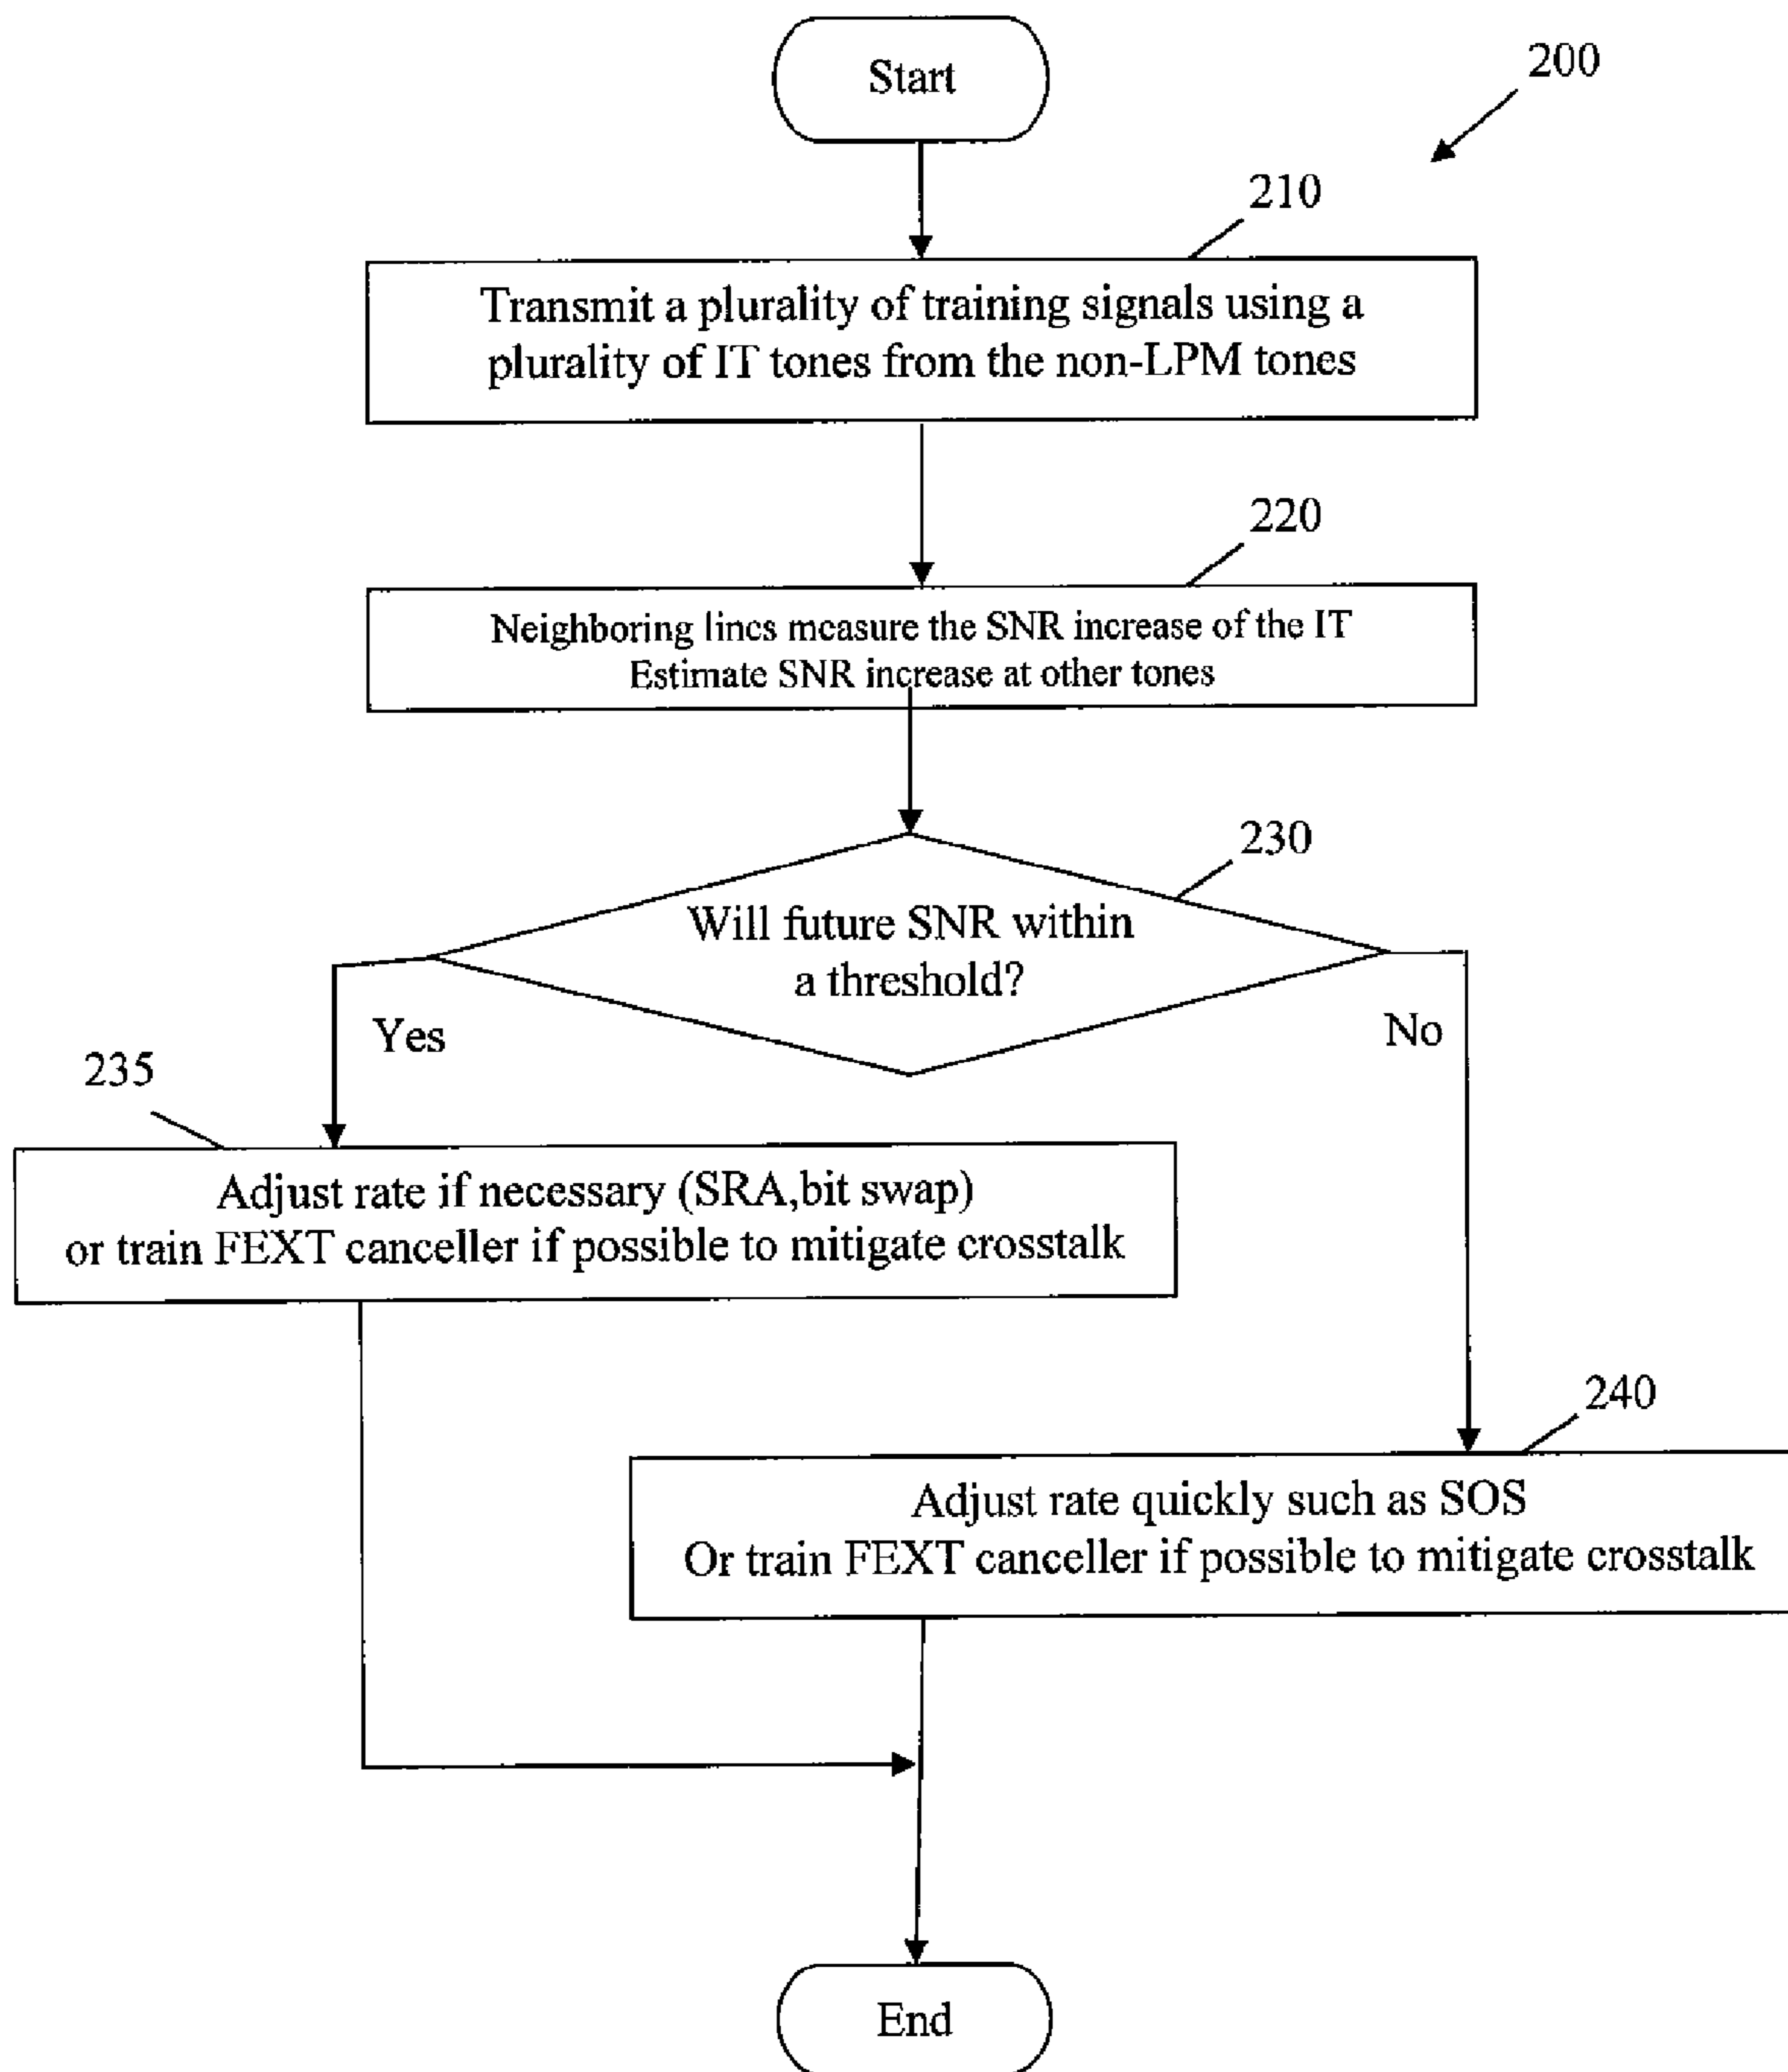 Start
200
210
Transmit a plurality of training signals using a
plurality of IT tones from the non-LPM tones
220
Neighboring lines measure the SNR increase of the IT
Estimate SNR increase at other tones
230
Will future SNR within
a threshold?
Yes
No
235
Adjust rate if necessary (SRA,bit swap)
or train FEXT canceller if possible to mitigate crosstalk
240
Adjust rate quickly such as SOS
Or train FEXT canceller if possible to mitigate crosstalk
End